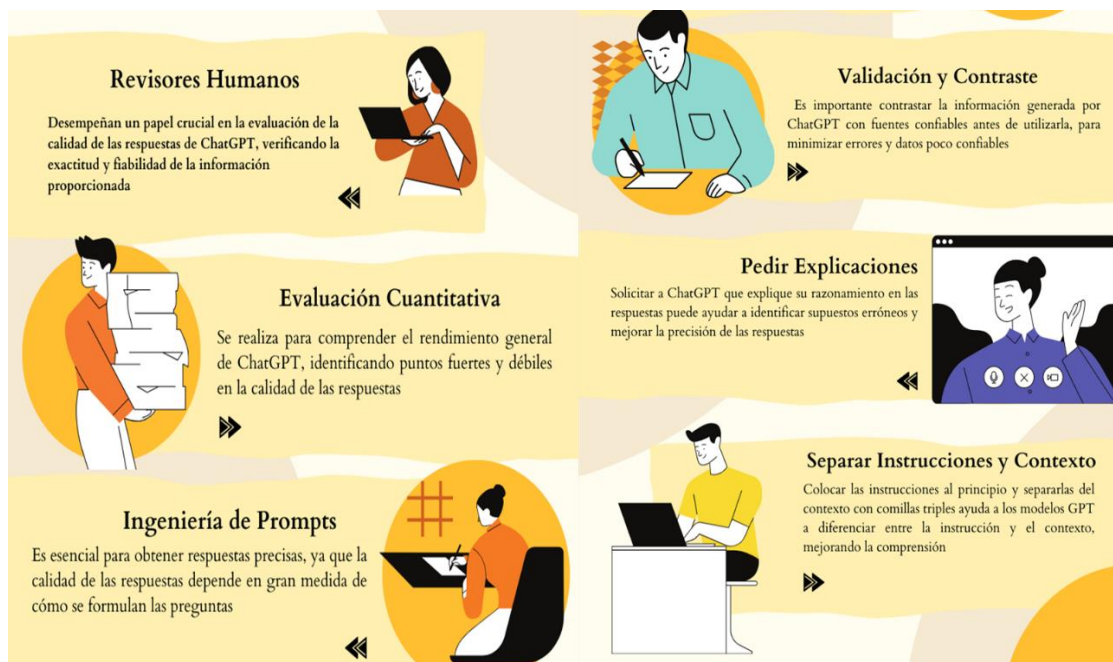 Revisores Humanos
Desempeñan un papel crucial en la evaluación de la
calidad de las respuestas de ChatGPT, verificando la
exactitud y fiabilidad de la información
proporcionada
Evaluación Cuantitativa
Se realiza para comprender el rendimiento general
de ChatGPT, identificando puntos fuertes y débiles
en la calidad de las respuestas
Ingeniería de Prompts
Es esencial para obtener respuestas precisas, ya que la
calidad de las respuestas depende en gran medida de
cómo se formulan las preguntas
Validación y Contraste
Es importante contrastar la información generada por
ChatGPT con fuentes confiables antes de utilizarla, para
minimizar errores y datos poco confiables
Pedir Explicaciones
Solicitar a ChatGPT que explique su razonamiento en las
respuestas puede ayudar a identificar supuestos erróneos y
mejorar la precisión de las respuestas
Separar Instrucciones y Contexto
Colocar las instrucciones al principio y separarlas del
contexto con comillas triples ayuda a los modelos GPT
a diferenciar entre la instrucción y el contexto,
mejorando la comprensión